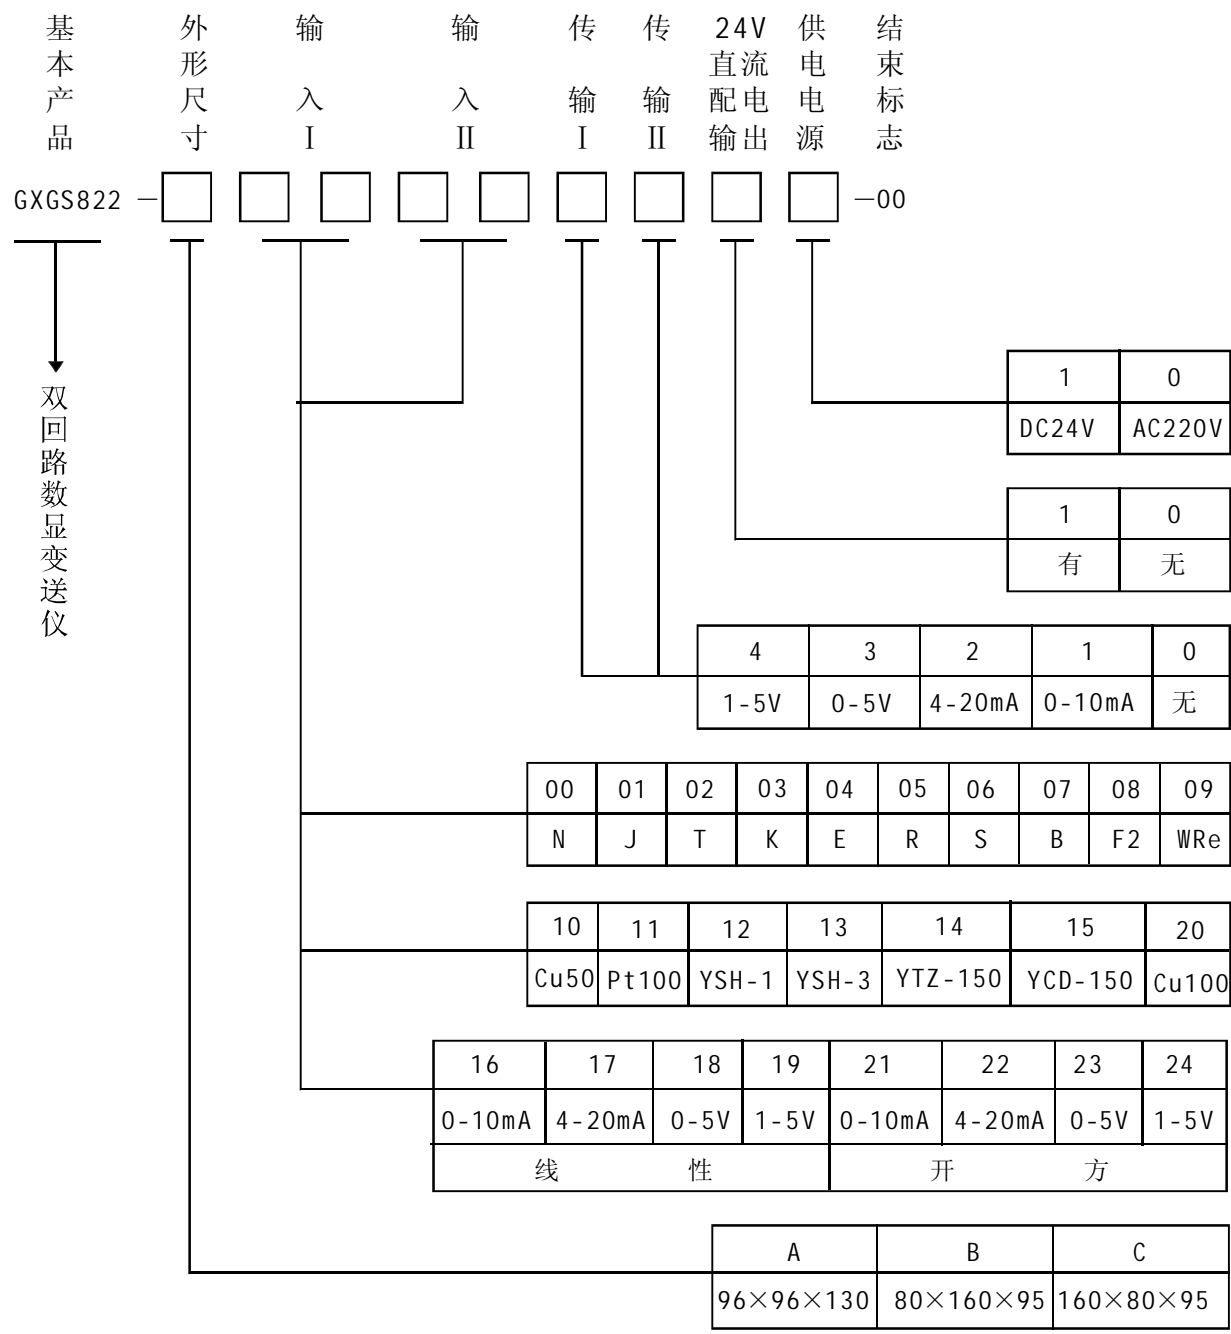 基本产品
外形尺寸
输入Ⅰ
输入Ⅱ
传输Ⅰ
传输Ⅱ
24V
直流
配电
输出
供电电源
结束标志
GXGS822 — —00
双回路数显变送仪
1 0
DC24V AC220V
1 0
有 无
4 3 2 1 0
1-5V 0-5V 4-20mA 0-10mA 无
00 01 02 03 04 05 06 07 08 09
N J T K E R S B F2 WRe
10 11 12 13 14 15 20
Cu50 Pt100 YSH-1 YSH-3 YTZ-150 YCD-150 Cu100
16 17 18 19 21 22 23 24
0-10mA 4-20mA 0-5V 1-5V 0-10mA 4-20mA 0-5V 1-5V
线 性 开 方
A B C
96×96×130 80×160×95 160×80×95